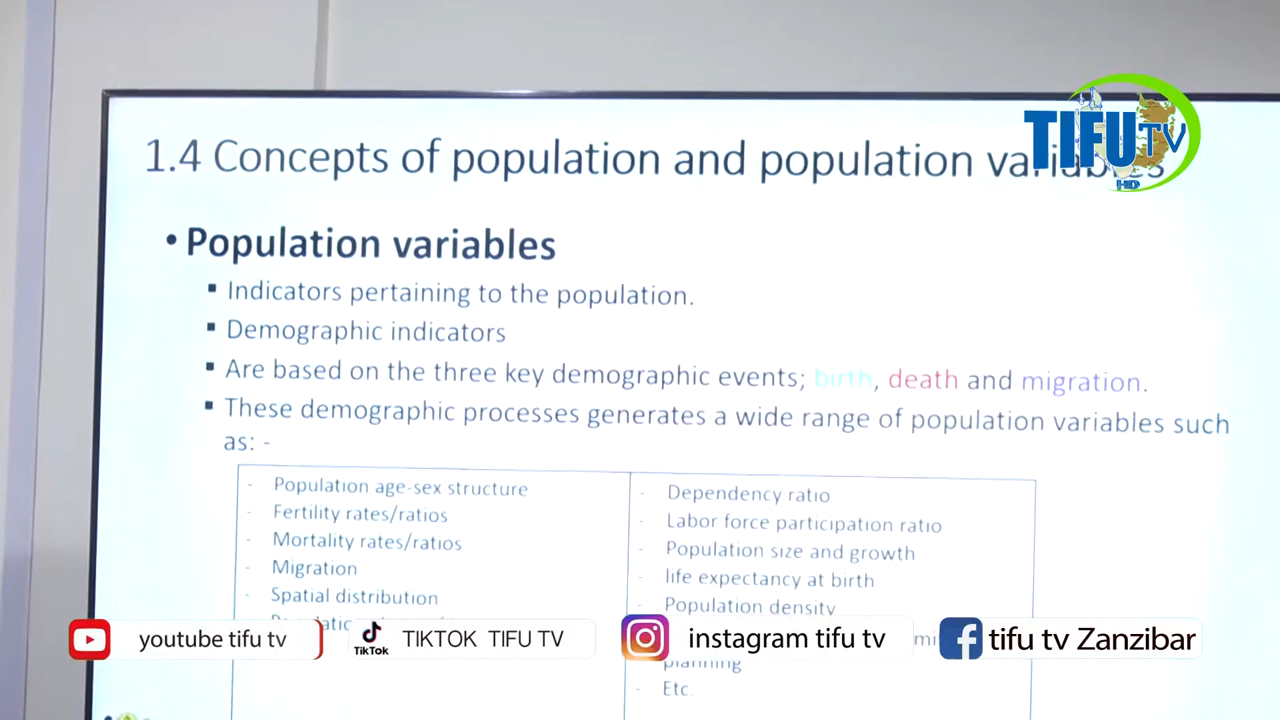 1.4 Concepts of population and population variables
TIFU TV
HD
• Population variables
▪ Indicators pertaining to the population.
▪ Demographic indicators
▪ Are based on the three key demographic events; birth, death and migration.
▪ These demographic processes generates a wide range of population variables such
as: -
- Population age-sex structure
- Fertility rates/ratios
- Mortality rates/ratios
- Migration
- Spatial distribution
- Dependency ratio
- Labor force participation ratio
- Population size and growth
- life expectancy at birth
- Population density
planning
- Etc.
youtube tifu tv
TikTok
TIKTOK TIFU TV
instagram tifu tv
tifu tv Zanzibar